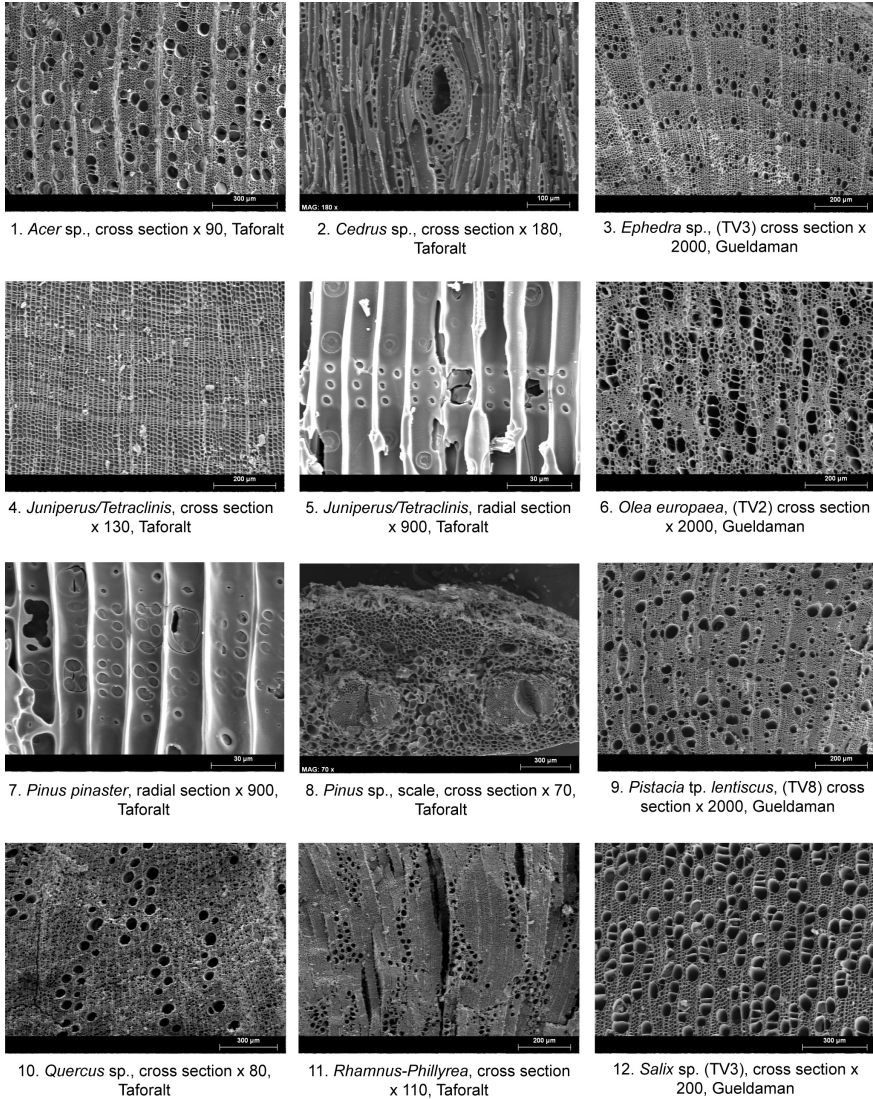 300 µm
MAG: 180 x
100 µm
200 µm
1. Acer sp., cross section x 90, Taforalt
2. Cedrus sp., cross section x 180,
Taforalt
3. Ephedra sp., (TV3) cross section x
2000, Gueldaman
200 µm
30 µm
200 µm
4. Juniperus/Tetraclinis, cross section
x 130, Taforalt
5. Juniperus/Tetraclinis, radial section
x 900, Taforalt
6. Olea europaea, (TV2) cross section
x 2000, Gueldaman
30 µm
MAG: 70 x
300 µm
200 µm
7. Pinus pinaster, radial section x 900,
Taforalt
8. Pinus sp., scale, cross section x 70,
Taforalt
9. Pistacia tp. lentiscus, (TV8) cross
section x 2000, Gueldaman
300 µm
200 µm
300 µm
10. Quercus sp., cross section x 80,
Taforalt
11. Rhamnus-Phillyrea, cross section
x 110, Taforalt
12. Salix sp. (TV3), cross section x
200, Gueldaman